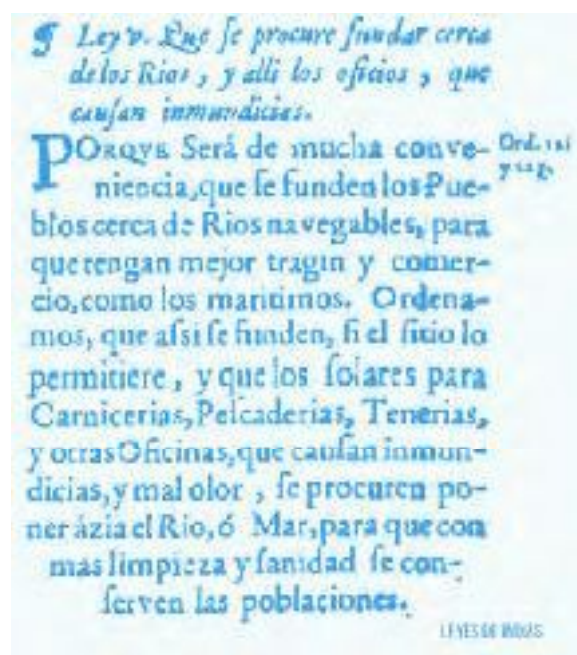 ¶ Ley v. Que ſe procure fundar cerca
de los Rios, y alli los oficios, que
cauſan inmundicias.
PORQVE Será de mucha conve-
niencia, que ſe funden los Pue-
blos cerca de Rios navegables, para
que tengan mejor tragin y comer-
cio, como los maritimos. Ordena-
mos, que aſsi ſe funden, ſi el ſitio lo
permitiere, y que los ſolares para
Carnicerias, Peſcaderias, Tenerias,
y otras Oficinas, que cauſan inmun-
dicias, y mal olor, ſe procuren po-
ner ázia el Rio, ó Mar, para que con
mas limpieza y ſanidad ſe con-
ſerven las poblaciones.
Ord.
y
LEYES DE INDIAS